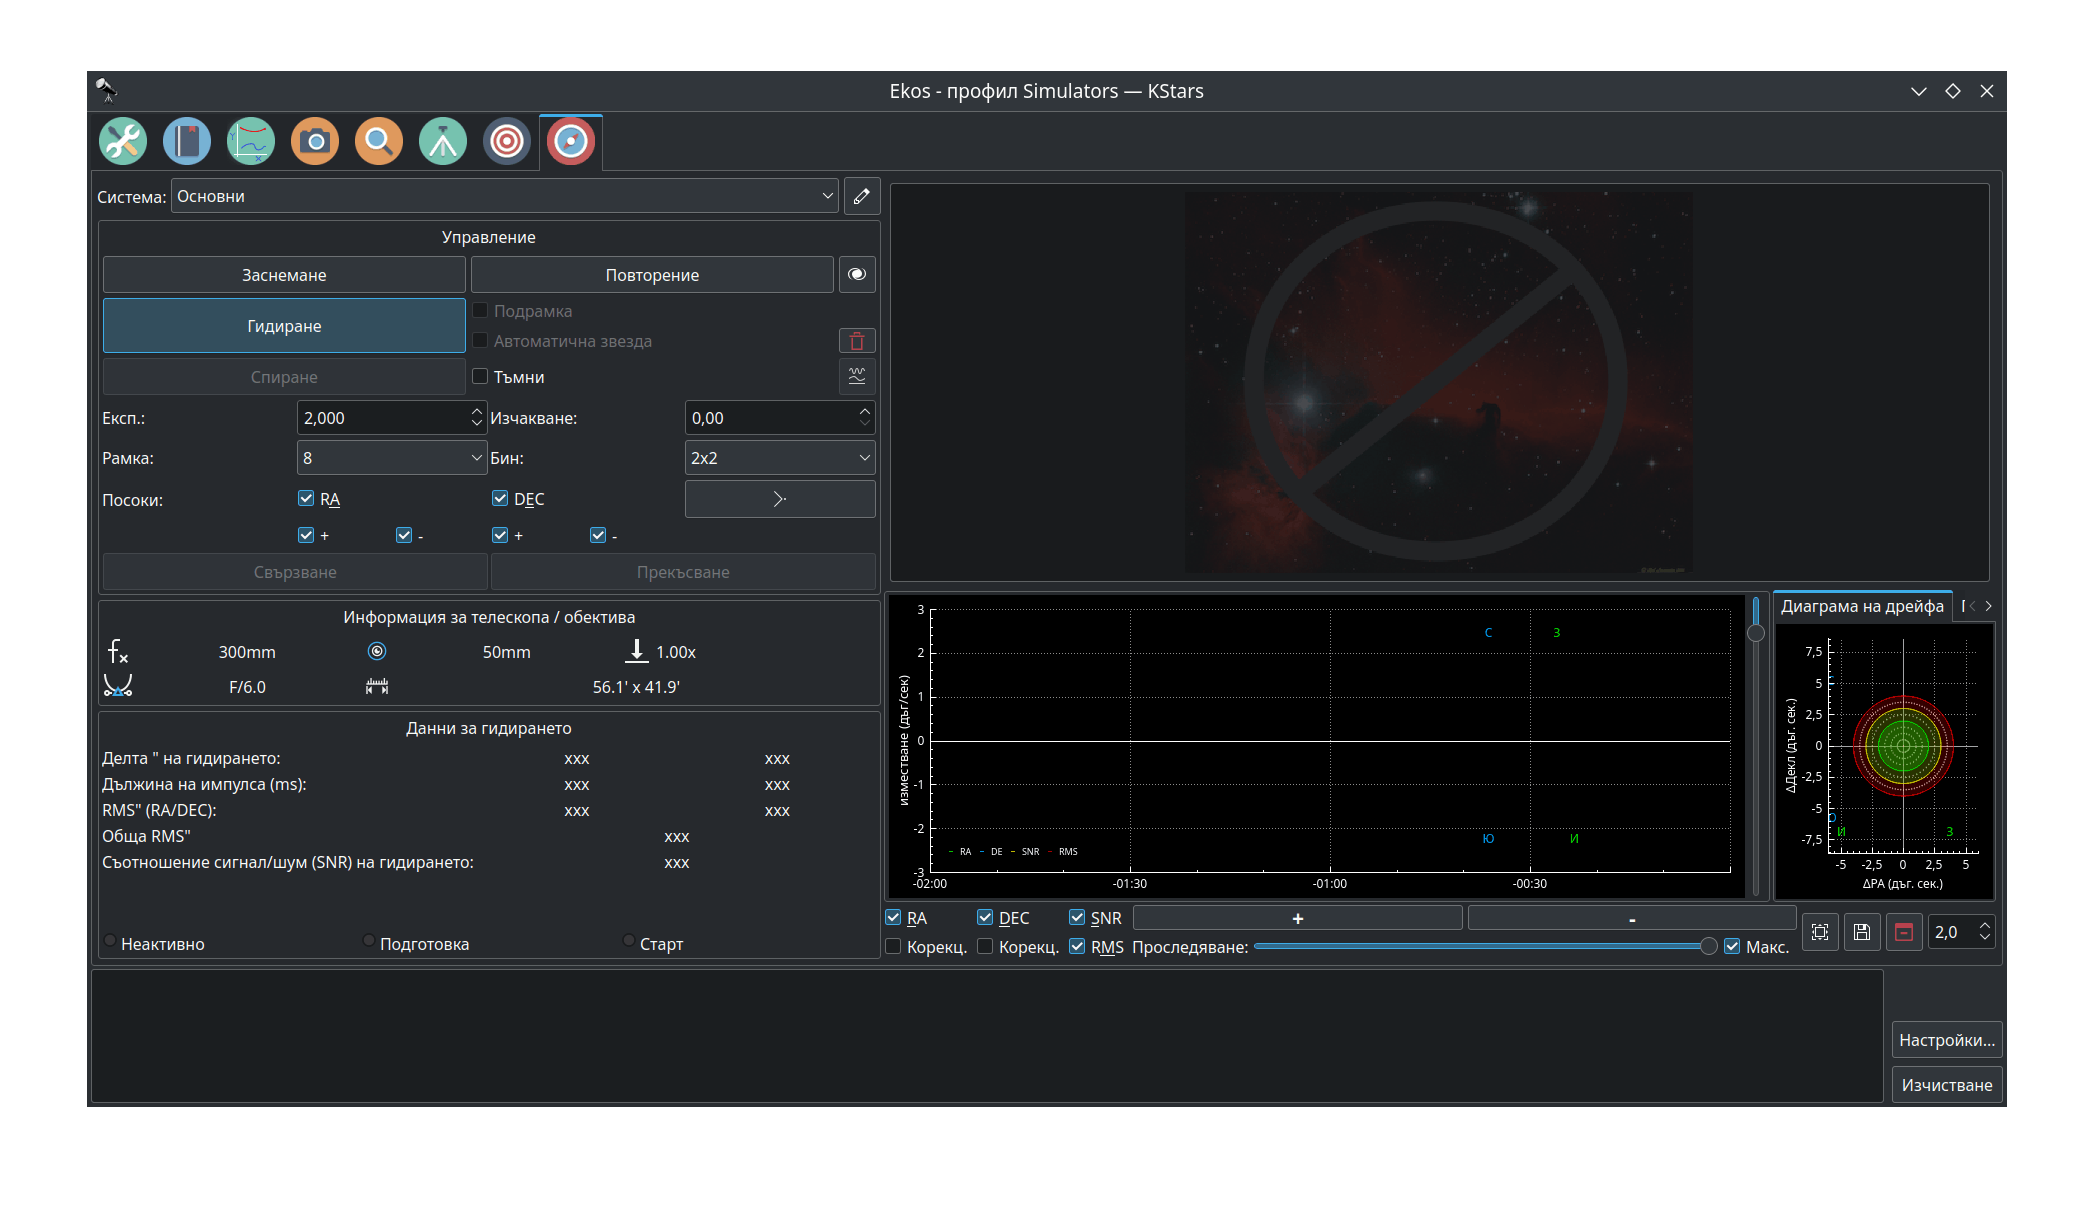 Ekos - профил Simulators — KStars
Система: Основни
Управление
Заснемане Повторение
Гидиране
Подрамка
Автоматична звезда
Спиране Тъмни
Експ.: 2,000 Изчакване: 0,00
Рамка: 8 Бин: 2x2
Посоки: RA DEC
+ - + -
Свързване Прекъсване
Информация за телескопа / обектива
300mm 50mm 1.00x
F/6.0 56.1' x 41.9'
Данни за гидирането
Делта " на гидирането: xxx xxx
Дължина на импулса (ms): xxx xxx
RMS" (RA/DEC): xxx xxx
Обща RMS" xxx
Съотношение сигнал/шум (SNR) на гидирането: xxx
Неактивно Подготовка Старт
изместване (дъг/сек)
3
2
1
0
-1
-2
-3
С З
Ю И
RA DE SNR RMS
-02:00 -01:30 -01:00 -00:30
Диаграма на дрейфа
ΔДекл (дъг. сек.)
7,5
5
2,5
0
-2,5
-5
-7,5
И З
-5 -2,5 0 2,5 5
ΔРА (дъг. сек.)
RA DEC SNR + -
Корекц. Корекц. RMS Проследяване: Макс.
2,0
Настройки...
Изчистване